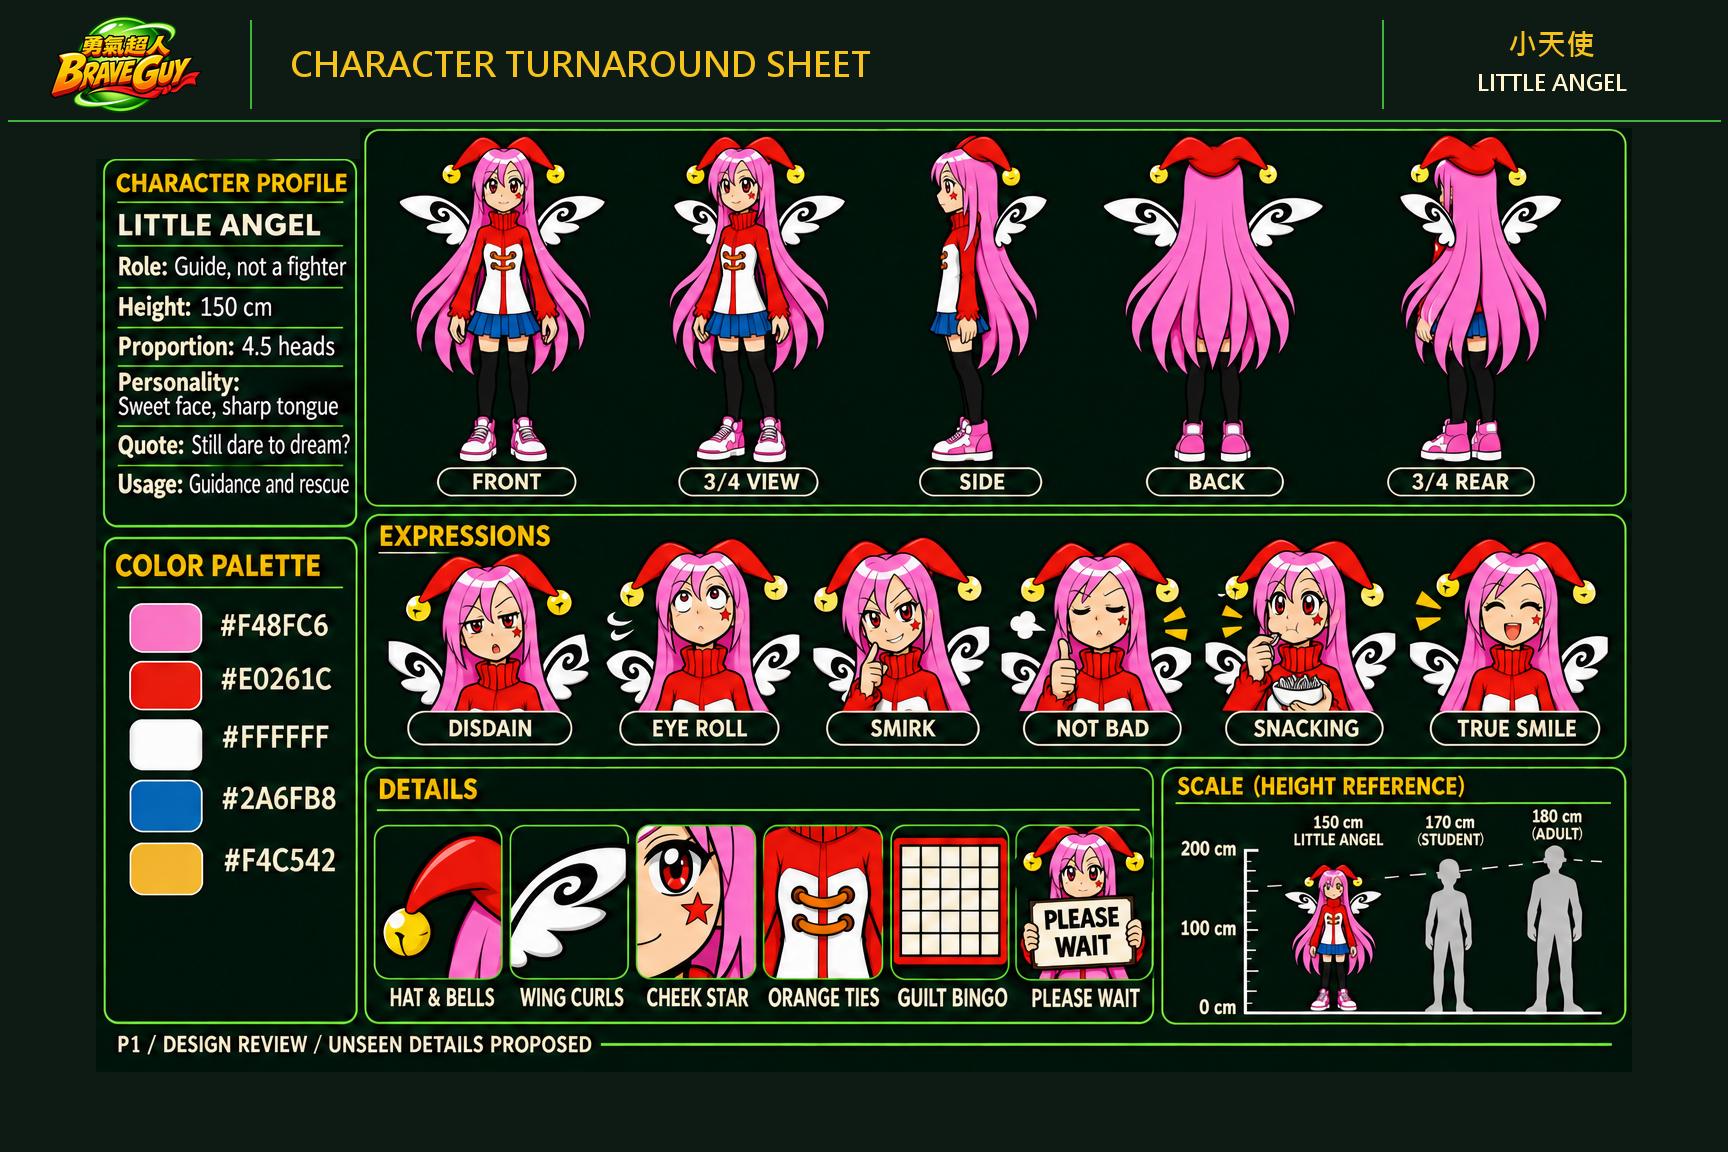 勇氣超人
BRAVE GUY
CHARACTER TURNAROUND SHEET
小天使
LITTLE ANGEL
CHARACTER PROFILE
LITTLE ANGEL
Role: Guide, not a fighter
Height: 150 cm
Proportion: 4.5 heads
Personality:
Sweet face, sharp tongue
Quote: Still dare to dream?
Usage: Guidance and rescue
COLOR PALETTE
#F48FC6
#E0261C
#FFFFFF
#2A6FB8
#F4C542
FRONT
3/4 VIEW
SIDE
BACK
3/4 REAR
EXPRESSIONS
DISDAIN
EYE ROLL
SMIRK
NOT BAD
SNACKING
TRUE SMILE
DETAILS
PLEASE
WAIT
HAT & BELLS
WING CURLS
CHEEK STAR
ORANGE TIES
GUILT BINGO
PLEASE WAIT
SCALE (HEIGHT REFERENCE)
150 cm
LITTLE ANGEL
170 cm
(STUDENT)
180 cm
(ADULT)
200 cm
100 cm
0 cm
P1 / DESIGN REVIEW / UNSEEN DETAILS PROPOSED